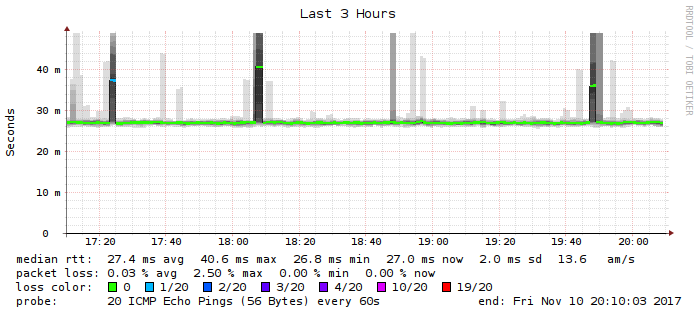 Last 3 Hours
RRDTOOL / TOBI OETIKER
Seconds
40 m
30 m
20 m
10 m
0
17:20 17:40 18:00 18:20 18:40 19:00 19:20 19:40 20:00
median rtt: 27.4 ms avg 40.6 ms max 26.8 ms min 27.0 ms now 2.0 ms sd 13.6 am/s
packet loss: 0.03 % avg 2.50 % max 0.00 % min 0.00 % now
loss color: 0 1/20 2/20 3/20 4/20 10/20 19/20
probe: 20 ICMP Echo Pings (56 Bytes) every 60s end: Fri Nov 10 20:10:03 2017